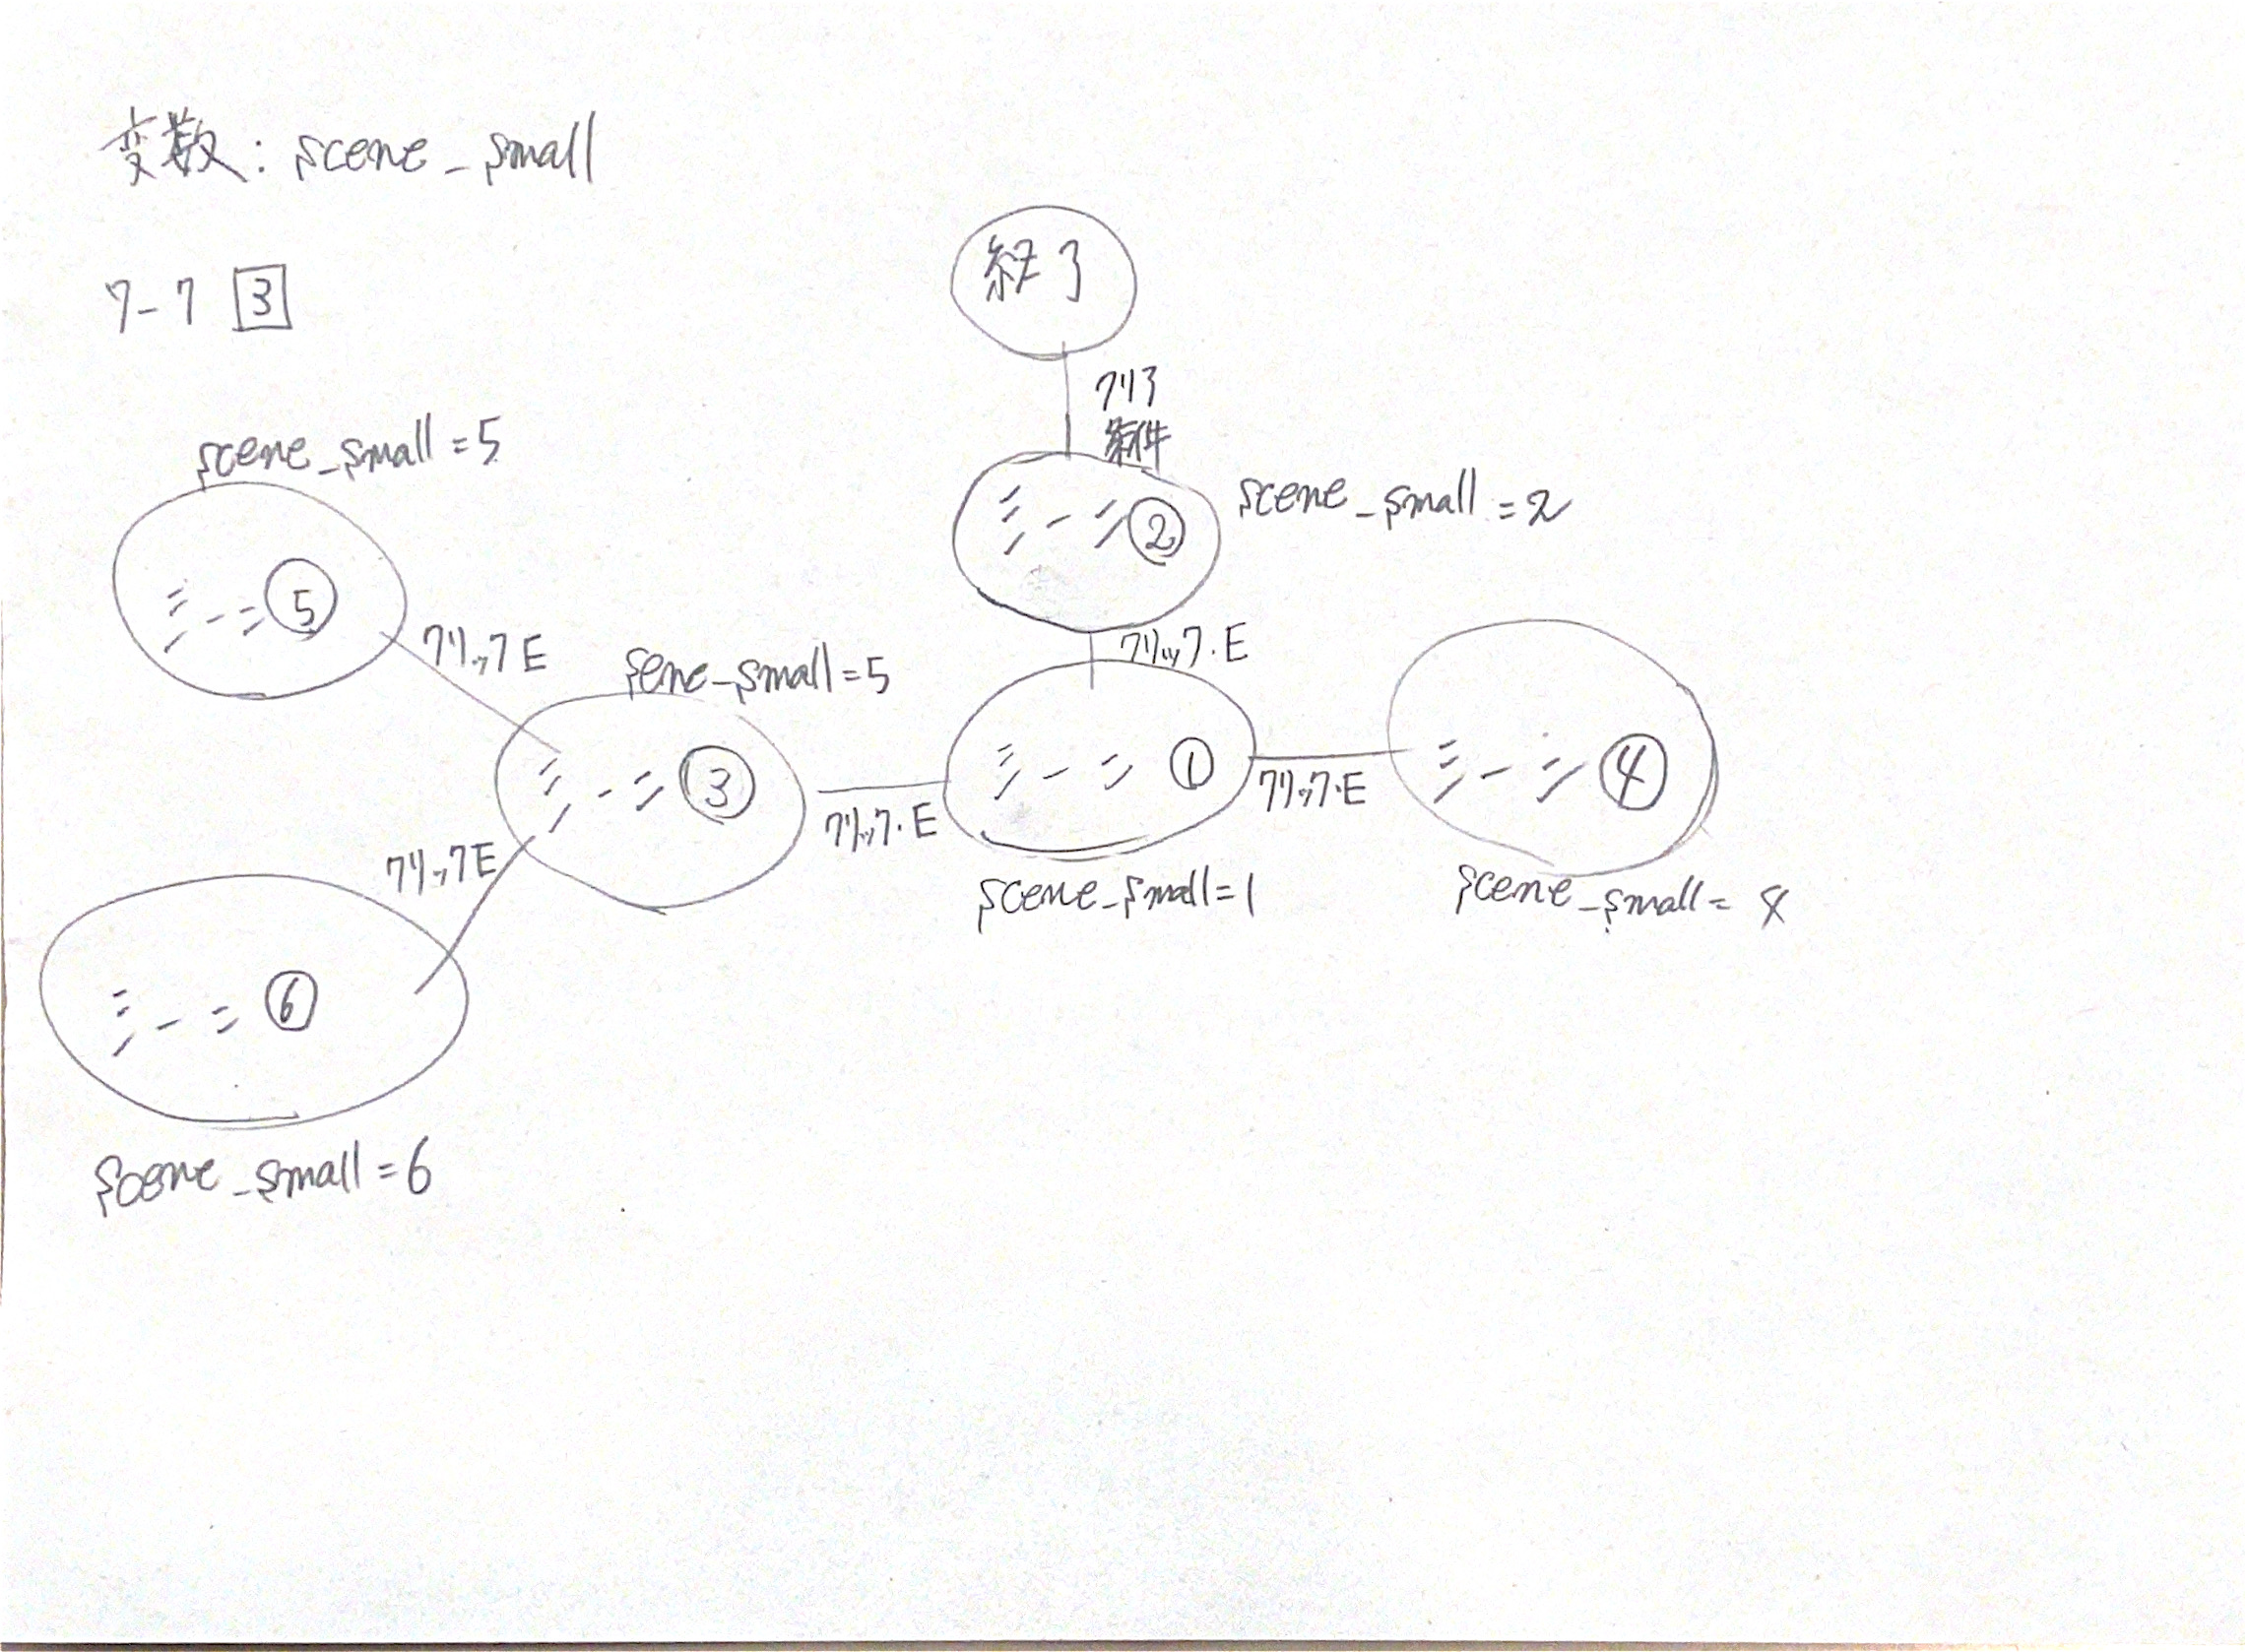 変数: scene_small
ワーク 3
終了
クリア
条件
scene_small=5
シーン②
scene_small=2
シーン⑤
クリックE
クリック・E
scene_small=5
シーン③
シーン①
シーン④
クリック・E
クリック・E
クリックE
scene_small=1
scene_small=4
シーン⑥
scene_small=6